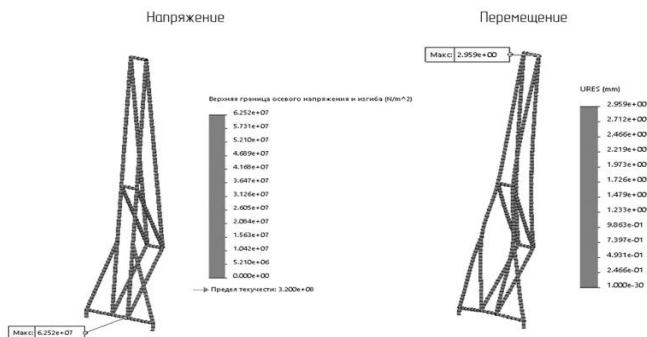 Напряжение
Верхняя граница осевого напряжения и изгиба (N/m^2)
6.252e+07
5.731e+07
5.210e+07
4.689e+07
4.168e+07
3.647e+07
3.126e+07
2.605e+07
2.084e+07
1.563e+07
1.042e+07
5.210e+06
0.000e+00
Предел текучести: 3.200e+08
Макс: 6.252e+07
Перемещение
Макс: 2.959e+00
URES (mm)
2.959e+00
2.712e+00
2.466e+00
2.219e+00
1.973e+00
1.726e+00
1.479e+00
1.233e+00
9.863e-01
7.397e-01
4.931e-01
2.466e-01
1.000e-30